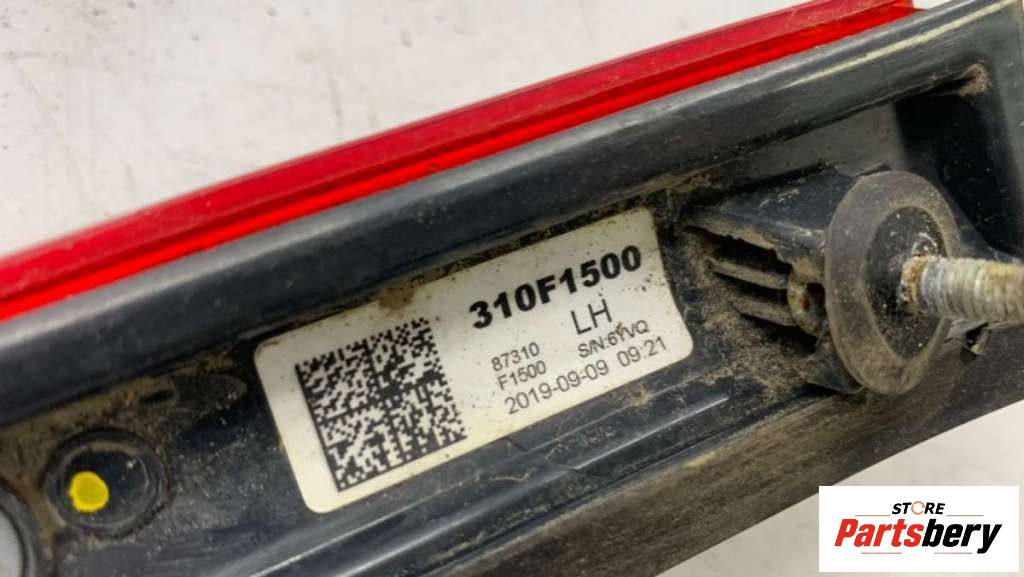 310F1500
LH
87310
F1500
S/N:6YVQ
2019-09-09 09:21
STORE
Partsbery